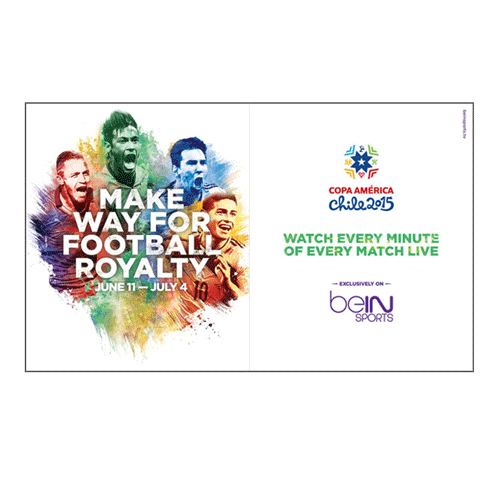 MAKE
WAY FOR
FOOTBALL
ROYALTY
JUNE 11 — JULY 4
COPA AMÉRICA
chile2015
WATCH EVERY MINUTE
OF EVERY MATCH LIVE
EXCLUSIVELY ON
beIN
SPORTS